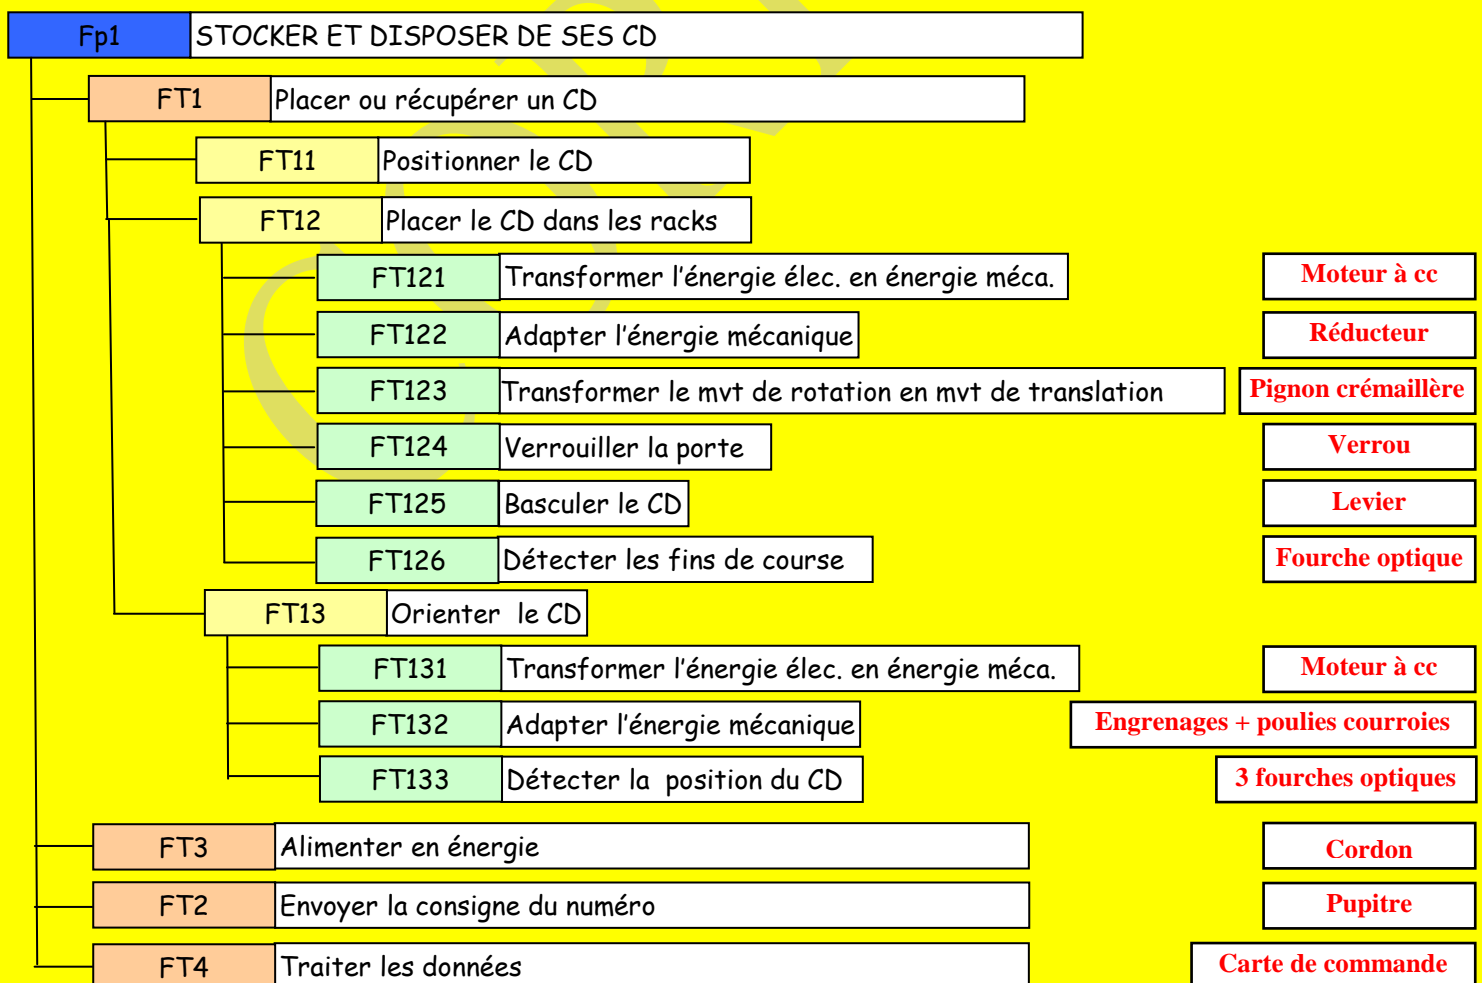 Fp1 STOCKER ET DISPOSER DE SES CD
FT1 Placer ou récupérer un CD
FT11 Positionner le CD
FT12 Placer le CD dans les racks
FT121 Transformer l'énergie élec. en énergie méca. Moteur à cc
FT122 Adapter l'énergie mécanique Réducteur
FT123 Transformer le mvt de rotation en mvt de translation Pignon crémaillère
FT124 Verrouiller la porte Verrou
FT125 Basculer le CD Levier
FT126 Détecter les fins de course Fourche optique
FT13 Orienter le CD
FT131 Transformer l'énergie élec. en énergie méca. Moteur à cc
FT132 Adapter l'énergie mécanique Engrenages + poulies courroies
FT133 Détecter la position du CD 3 fourches optiques
FT3 Alimenter en énergie Cordon
FT2 Envoyer la consigne du numéro Pupitre
FT4 Traiter les données Carte de commande